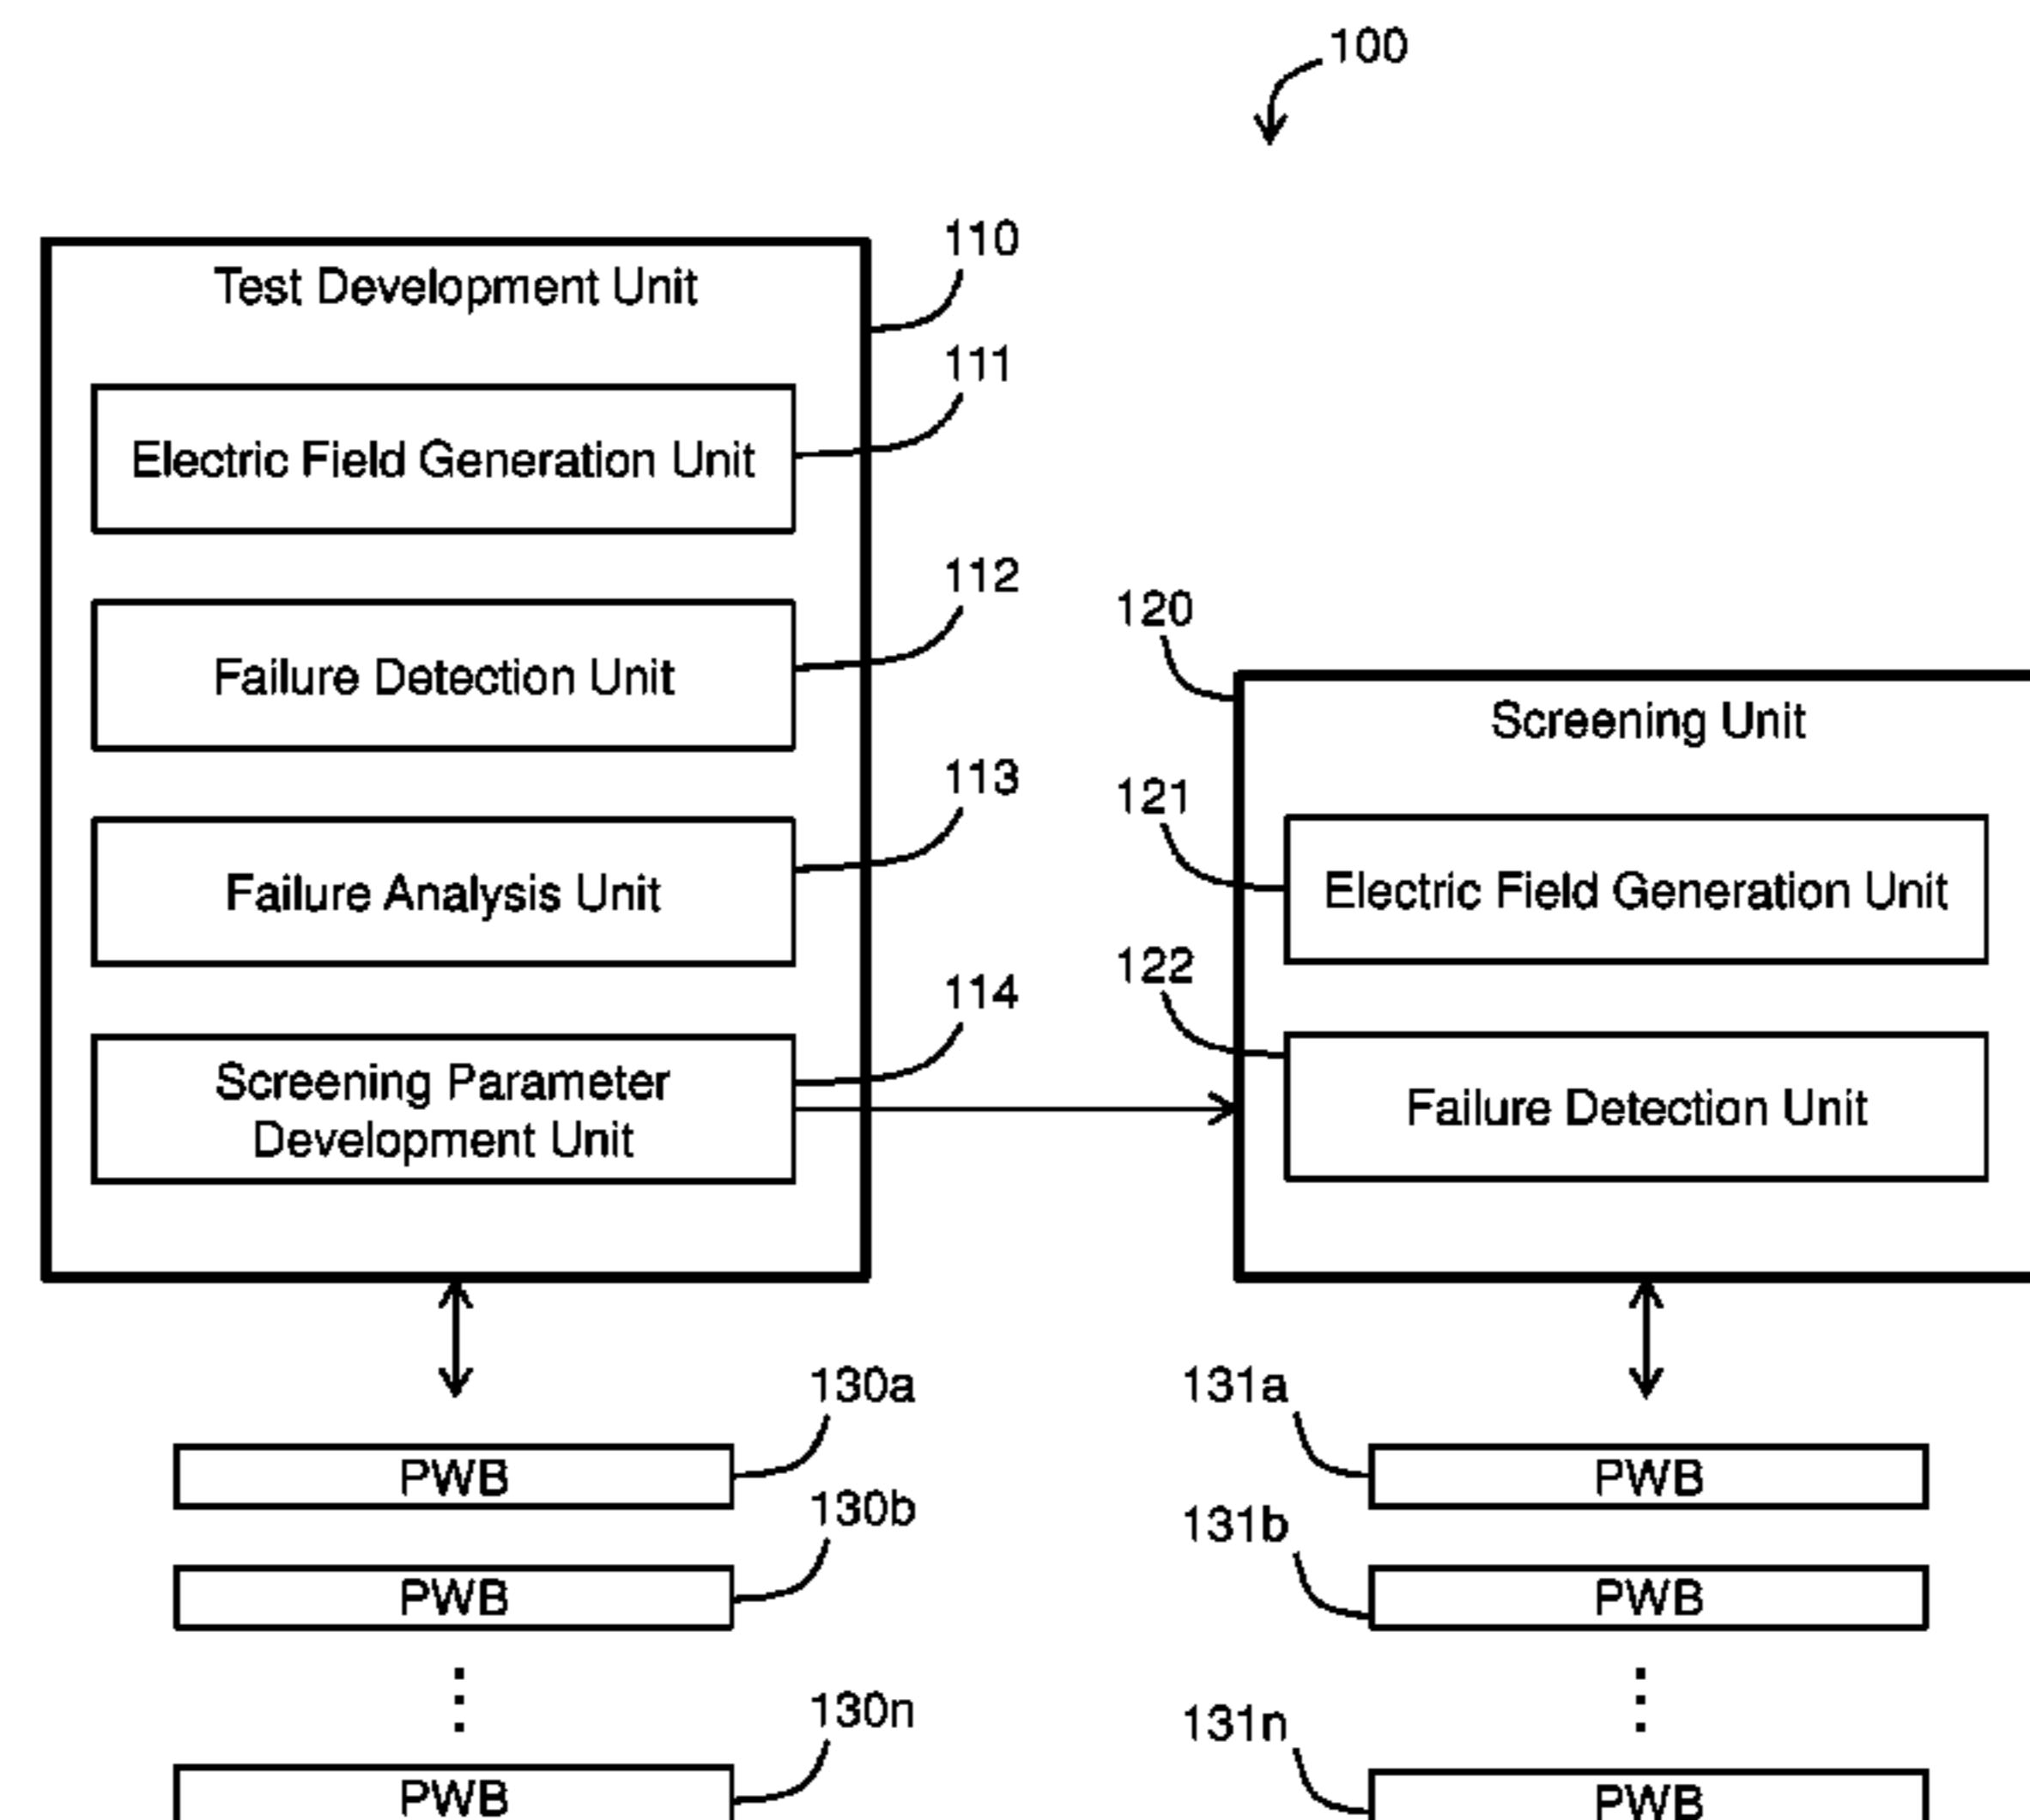 100
110
Test Development Unit
111
Electric Field Generation Unit
112
Failure Detection Unit
113
Failure Analysis Unit
114
Screening Parameter
Development Unit
120
Screening Unit
121
Electric Field Generation Unit
122
Failure Detection Unit
130a
PWB
130b
PWB
130n
PWB
131a
PWB
131b
PWB
131n
PWB